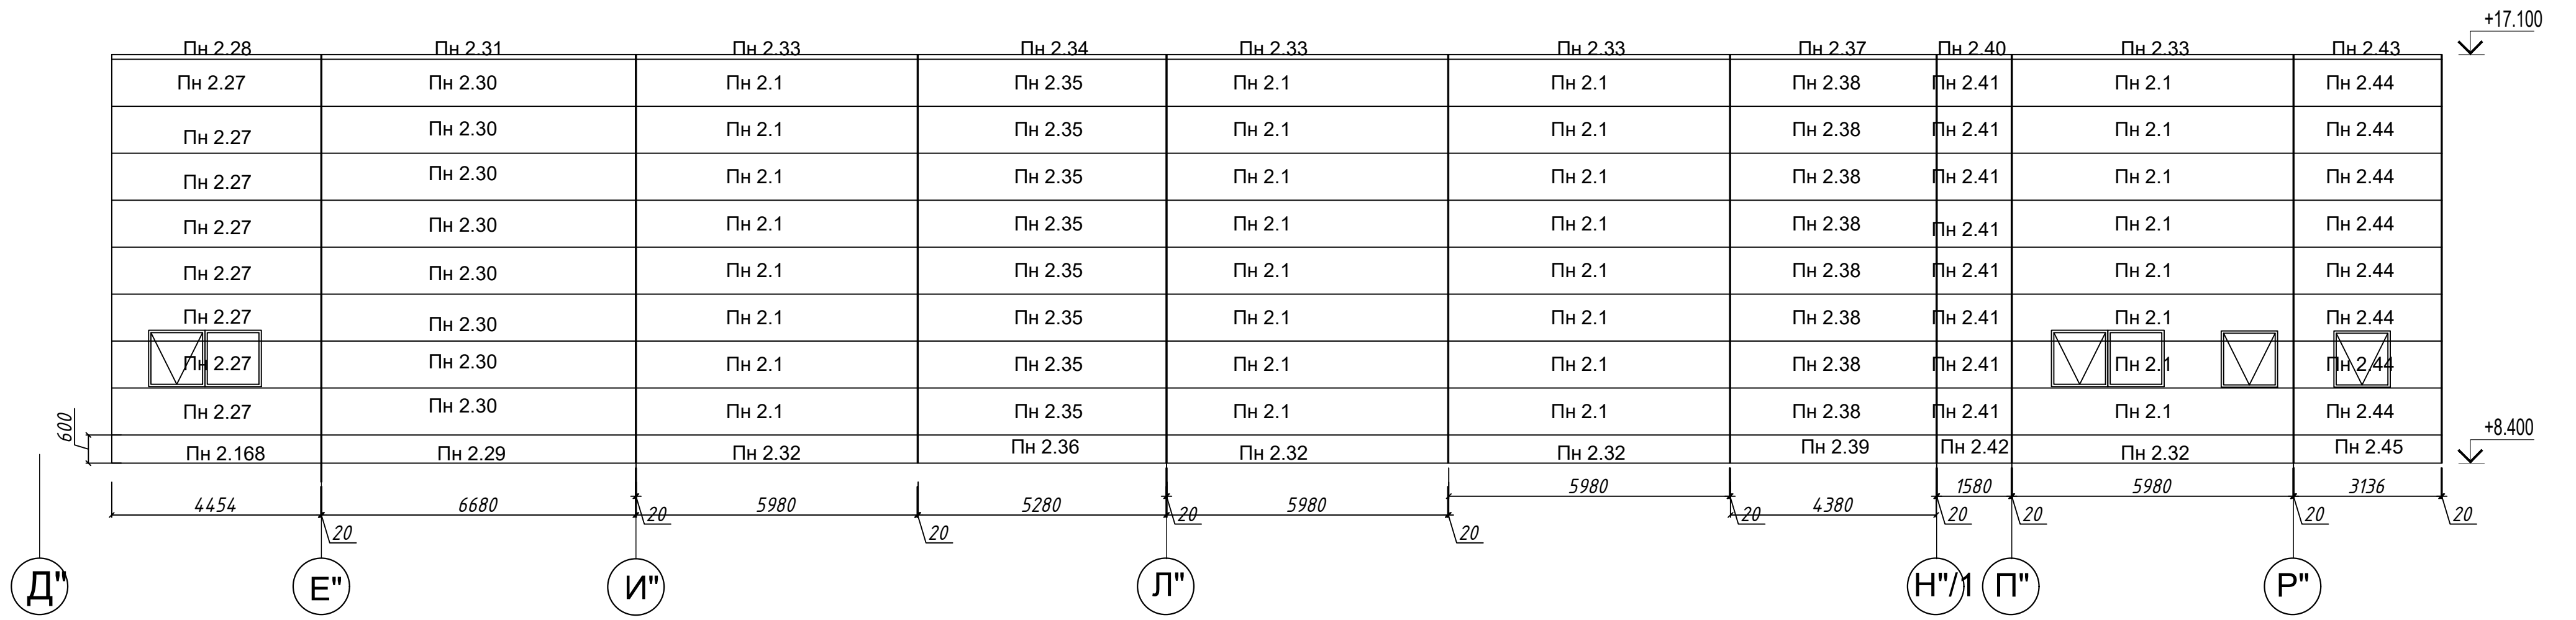 +17.100
Пн 2.28 Пн 2.31 Пн 2.33 Пн 2.34 Пн 2.33 Пн 2.33 Пн 2.37 Пн 2.40 Пн 2.33 Пн 2.43
Пн 2.27 Пн 2.30 Пн 2.1 Пн 2.35 Пн 2.1 Пн 2.1 Пн 2.38 Пн 2.41 Пн 2.1 Пн 2.44
Пн 2.27 Пн 2.30 Пн 2.1 Пн 2.35 Пн 2.1 Пн 2.1 Пн 2.38 Пн 2.41 Пн 2.1 Пн 2.44
Пн 2.27 Пн 2.30 Пн 2.1 Пн 2.35 Пн 2.1 Пн 2.1 Пн 2.38 Пн 2.41 Пн 2.1 Пн 2.44
Пн 2.27 Пн 2.30 Пн 2.1 Пн 2.35 Пн 2.1 Пн 2.1 Пн 2.38 Пн 2.41 Пн 2.1 Пн 2.44
Пн 2.27 Пн 2.30 Пн 2.1 Пн 2.35 Пн 2.1 Пн 2.1 Пн 2.38 Пн 2.41 Пн 2.1 Пн 2.44
Пн 2.27 Пн 2.30 Пн 2.1 Пн 2.35 Пн 2.1 Пн 2.1 Пн 2.38 Пн 2.41 Пн 2.1 Пн 2.44
Пн 2.27 Пн 2.30 Пн 2.1 Пн 2.35 Пн 2.1 Пн 2.1 Пн 2.38 Пн 2.41 Пн 2.1 Пн 2.44
Пн 2.27 Пн 2.30 Пн 2.1 Пн 2.35 Пн 2.1 Пн 2.1 Пн 2.38 Пн 2.41 Пн 2.1 Пн 2.44
600 +8.400
Пн 2.168 Пн 2.29 Пн 2.32 Пн 2.36 Пн 2.32 Пн 2.32 Пн 2.39 Пн 2.42 Пн 2.32 Пн 2.45
5980 1580 5980 3136
4454 6680 20 5980 5280 20 5980 20 4380 20 20 20 20
20 20 20
Д" Е" И" Л" Н"/1 П" Р"